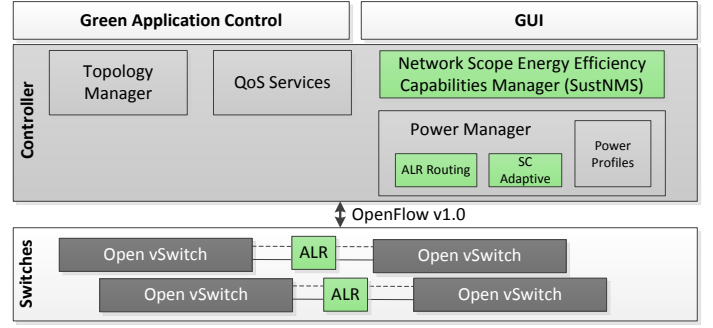 Green Application Control
GUI
Controller
Topology
Manager
QoS Services
Network Scope Energy Efficiency
Capabilities Manager (SustNMS)
Power Manager
ALR Routing
SC
Adaptive
Power
Profiles
OpenFlow v1.0
Switches
Open vSwitch
ALR
Open vSwitch
Open vSwitch
ALR
Open vSwitch